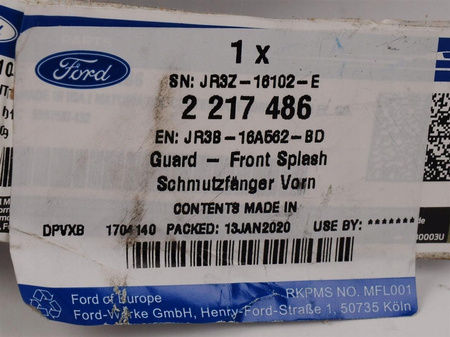 Ford
1 x
SN: JR3Z-16102-E
2 217 486
EN: JR3B-16A562-BD
Guard - Front Splash
Schmutzfänger Vorn
CONTENTS MADE IN
DPVXB 1704140 PACKED: 13JAN2020 USE BY: *******
Ford of Europe
RKPMS NO. MFL001
Ford-Werke GmbH, Henry-Ford-Straße 1, 50735 Köln